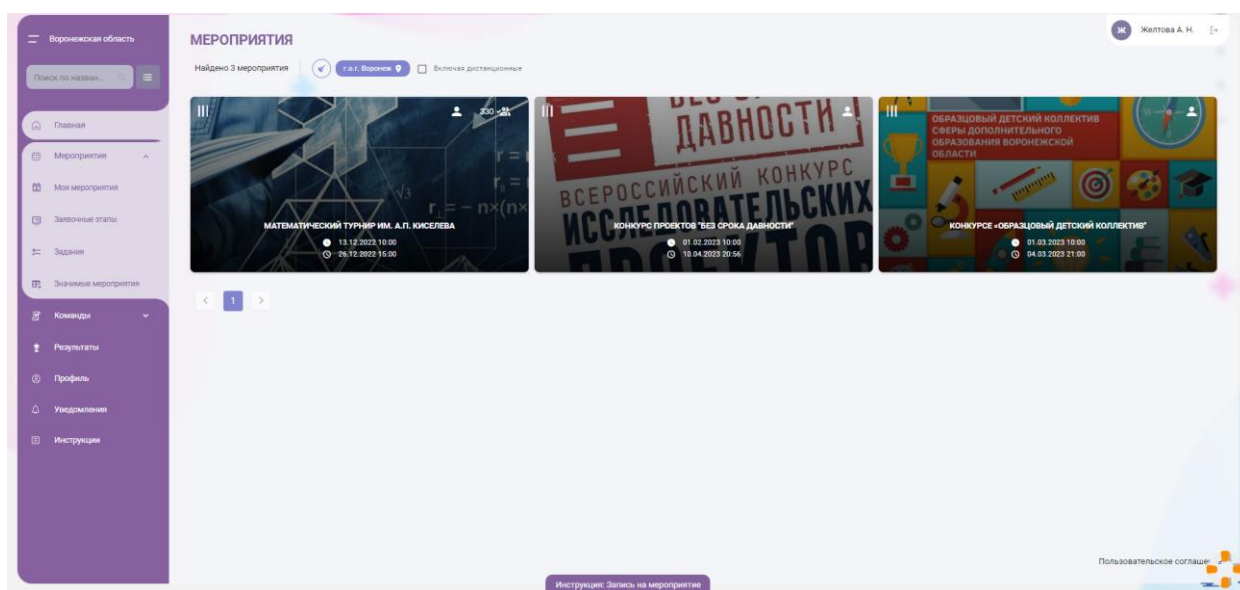 Воронежская область
Поиск по назван...
Главная
Мероприятия
Мои мероприятия
Заявочные этапы
Задания
Значимые мероприятия
Команды
Результаты
Профиль
Уведомления
Инструкции
МЕРОПРИЯТИЯ
Ж Желтова А. Н.
Найдено 3 мероприятия
г.о.г. Воронеж
Включая дистанционные
330
√3
МАТЕМАТИЧЕСКИЙ ТУРНИР ИМ. А.П. КИСЕЛЕВА
13.12.2022 10:00
26.12.2022 15:00
ДАВНОСТИ
ВСЕРОССИЙСКИЙ КОНКУРС
ИССЛЕДОВАТЕЛЬСКИХ
КОНКУРС ПРОЕКТОВ "БЕЗ СРОКА ДАВНОСТИ"
01.02.2023 10:00
10.04.2023 20:56
ОБРАЗЦОВЫЙ ДЕТСКИЙ КОЛЛЕКТИВ
СФЕРЫ ДОПОЛНИТЕЛЬНОГО
ОБРАЗОВАНИЯ ВОРОНЕЖСКОЙ
ОБЛАСТИ
КОНКУРСЕ «ОБРАЗЦОВЫЙ ДЕТСКИЙ КОЛЛЕКТИВ"
01.03.2023 10:00
04.03.2023 21:00
< 1 >
Пользовательское соглаше
Инструкция: Запись на мероприятие